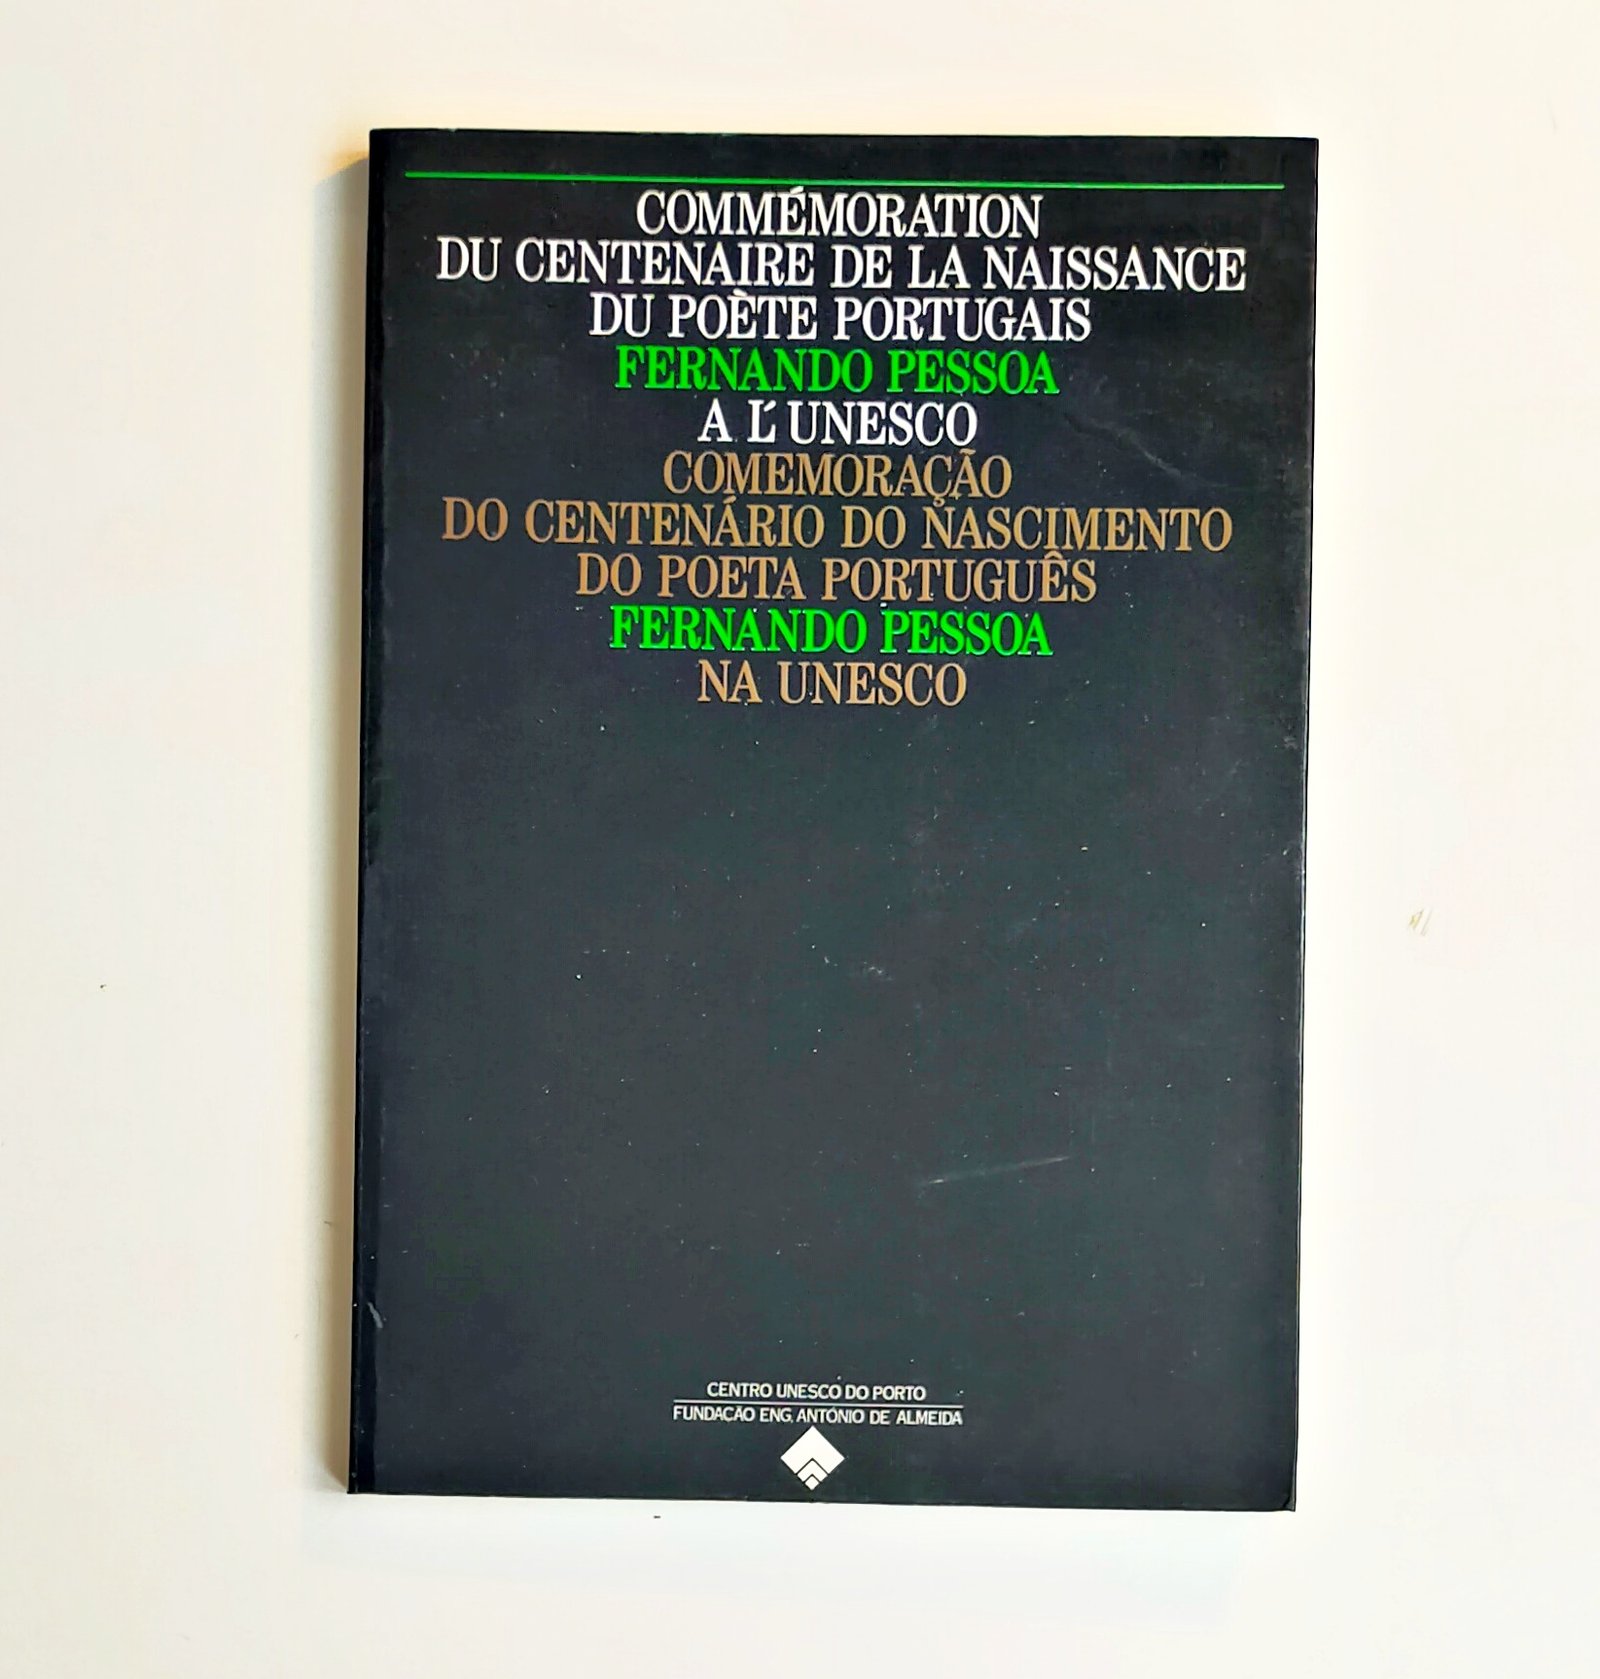 COMMÉMORATION
DU CENTENAIRE DE LA NAISSANCE
DU POÈTE PORTUGAIS
FERNANDO PESSOA
A L'UNESCO
COMEMORAÇÃO
DO CENTENÁRIO DO NASCIMENTO
DO POETA PORTUGUÊS
FERNANDO PESSOA
NA UNESCO
CENTRO UNESCO DO PORTO
FUNDAÇÃO ENG. ANTÓNIO DE ALMEIDA